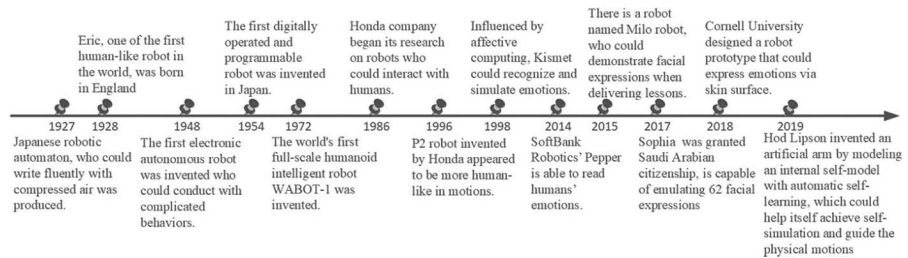 Eric, one of the first
human-like robot in
the world, was born
in England
The first digitally
operated and
programmable
robot was invented
in Japan.
Honda company
began its research
on robots who
could interact with
humans.
Influenced by
affective
computing, Kismet
could recognize and
simulate emotions.
There is a robot
named Milo robot,
who could
demonstrate facial
expressions when
delivering lessons.
Cornell University
designed a robot
prototype that could
express emotions via
skin surface.
1927
1928
1948
1954
1972
1986
1996
1998
2014
2015
2017
2018
2019
Japanese robotic
automaton, who could
write fluently with
compressed air was
produced.
The first electronic
autonomous robot
was invented who
could conduct with
complicated
behaviors.
The world's first
full-scale humanoid
intelligent robot
WABOT-1 was
invented.
P2 robot invented
by Honda appeared
to be more human-
like in motions.
SoftBank
Robotics' Pepper
is able to read
humans'
emotions.
Sophia was granted
Saudi Arabian
citizenship, is capable
of emulating 62 facial
expressions
Hod Lipson invented an
artificial arm by modeling
an internal self-model
with automatic self-
learning, which could
help itself achieve self-
simulation and guide the
physical motions